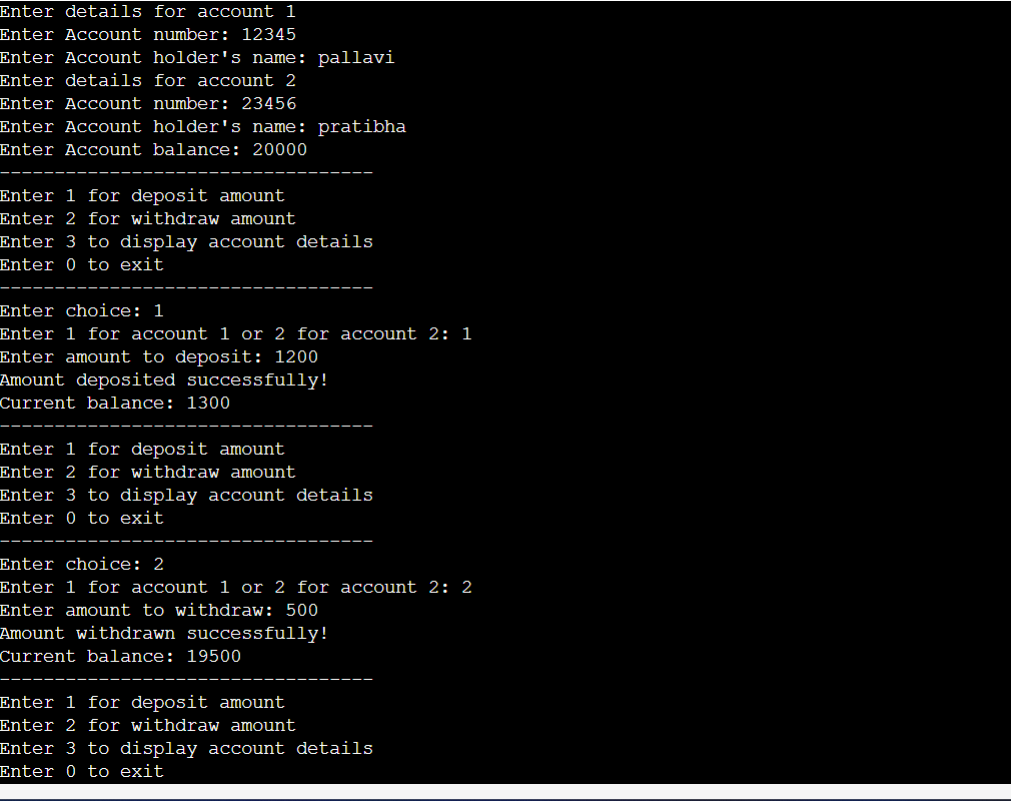 Enter details for account 1
Enter Account number: 12345
Enter Account holder's name: pallavi
Enter details for account 2
Enter Account number: 23456
Enter Account holder's name: pratibha
Enter Account balance: 20000
----------------------------------
Enter 1 for deposit amount
Enter 2 for withdraw amount
Enter 3 to display account details
Enter 0 to exit
----------------------------------
Enter choice: 1
Enter 1 for account 1 or 2 for account 2: 1
Enter amount to deposit: 1200
Amount deposited successfully!
Current balance: 1300
----------------------------------
Enter 1 for deposit amount
Enter 2 for withdraw amount
Enter 3 to display account details
Enter 0 to exit
----------------------------------
Enter choice: 2
Enter 1 for account 1 or 2 for account 2: 2
Enter amount to withdraw: 500
Amount withdrawn successfully!
Current balance: 19500
----------------------------------
Enter 1 for deposit amount
Enter 2 for withdraw amount
Enter 3 to display account details
Enter 0 to exit